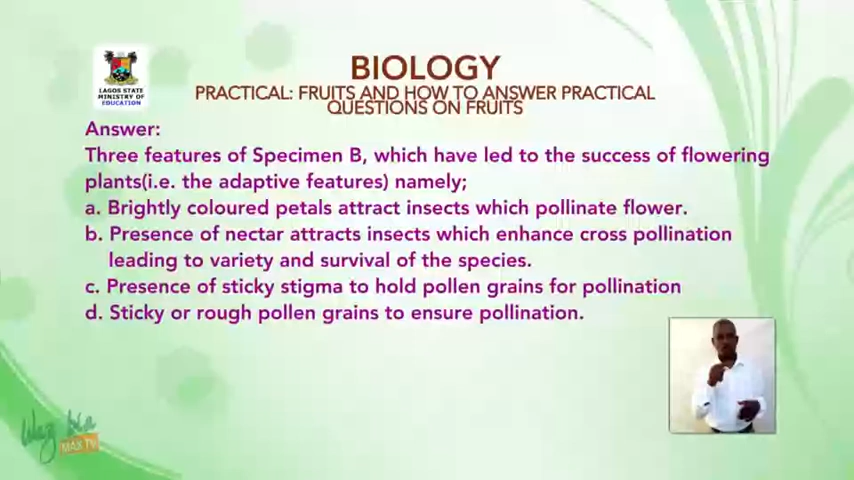 LAGOS STATE
MINISTRY OF
EDUCATION
BIOLOGY
PRACTICAL: FRUITS AND HOW TO ANSWER PRACTICAL
QUESTIONS ON FRUITS
Answer:
Three features of Specimen B, which have led to the success of flowering
plants(i.e. the adaptive features) namely;
a. Brightly coloured petals attract insects which pollinate flower.
b. Presence of nectar attracts insects which enhance cross pollination
leading to variety and survival of the species.
c. Presence of sticky stigma to hold pollen grains for pollination
d. Sticky or rough pollen grains to ensure pollination.
MAX TV